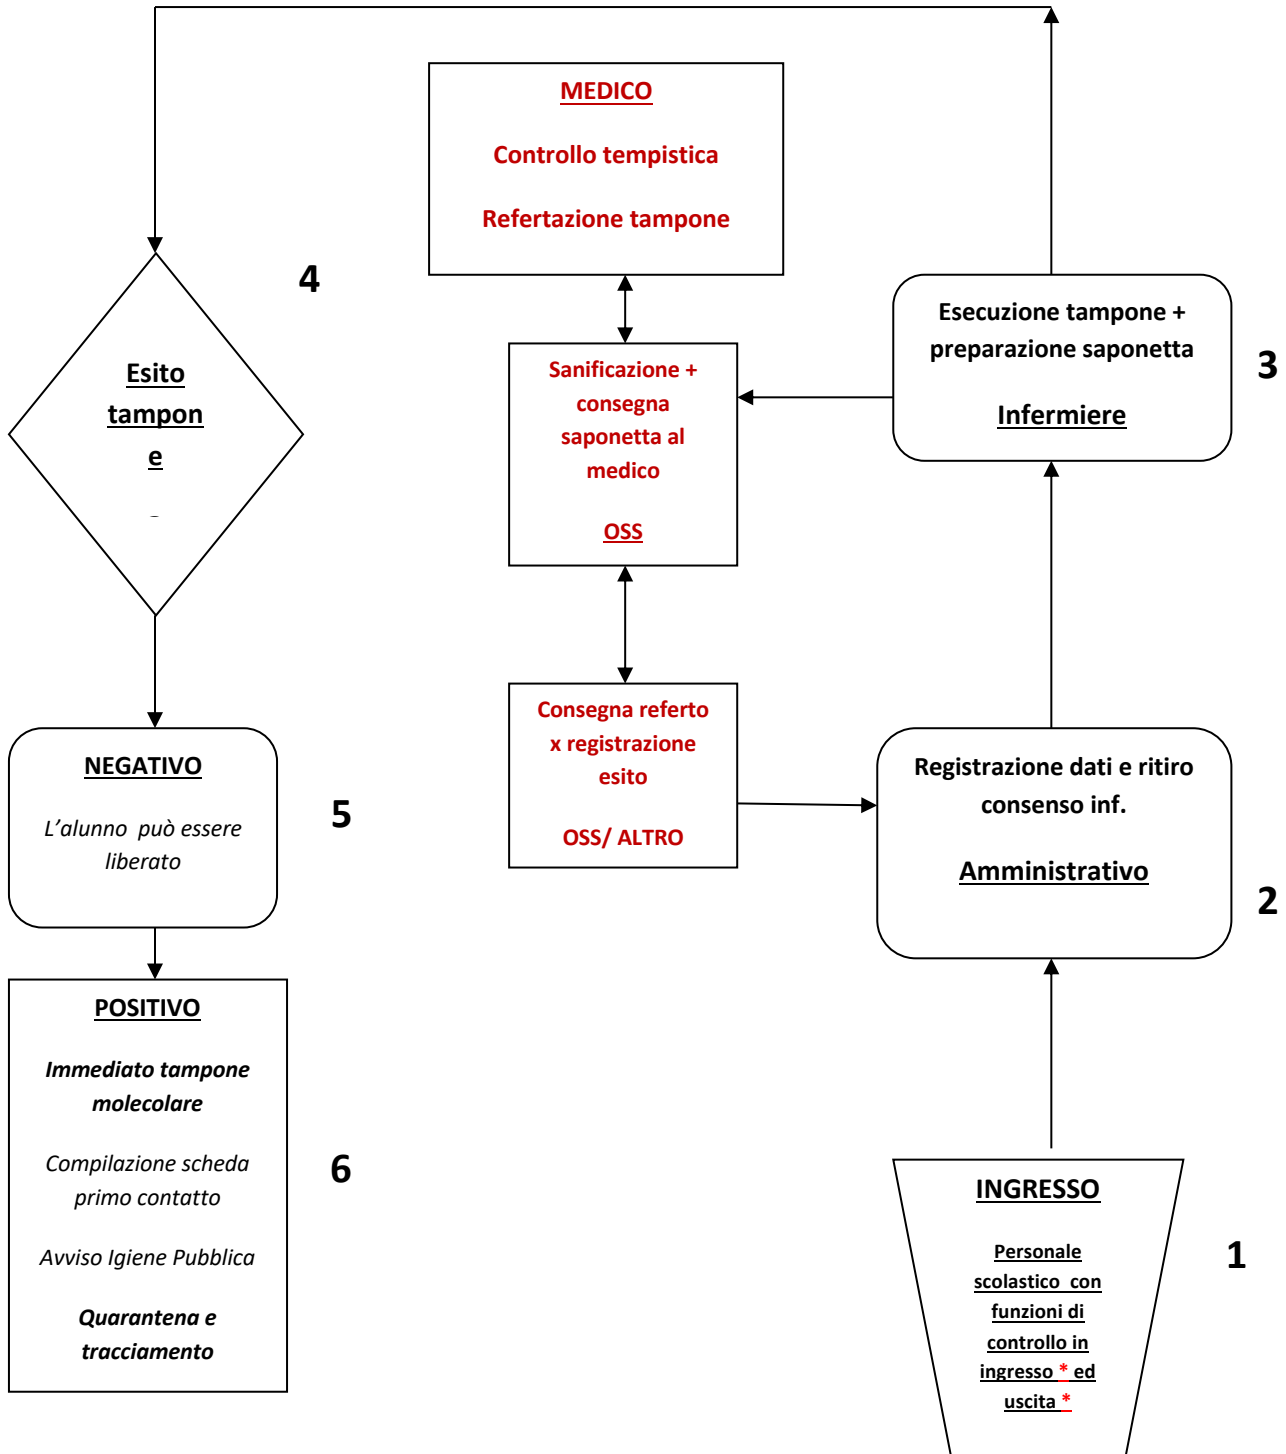 MEDICO
Controllo tempistica
Refertazione tampone
4
Esito
tampon
e
Esecuzione tampone +
preparazione saponetta
Infermiere
3
Sanificazione +
consegna
saponetta al
medico
OSS
Consegna referto
x registrazione
esito
OSS/ ALTRO
NEGATIVO
L’alunno  può essere
liberato
5
Registrazione dati e ritiro
consenso inf.
Amministrativo
2
POSITIVO
Immediato tampone
molecolare
Compilazione scheda
primo contatto
Avviso Igiene Pubblica
Quarantena e
tracciamento
6
INGRESSO
Personale
scolastico  con
funzioni di
controllo in
ingresso * ed
uscita *
1